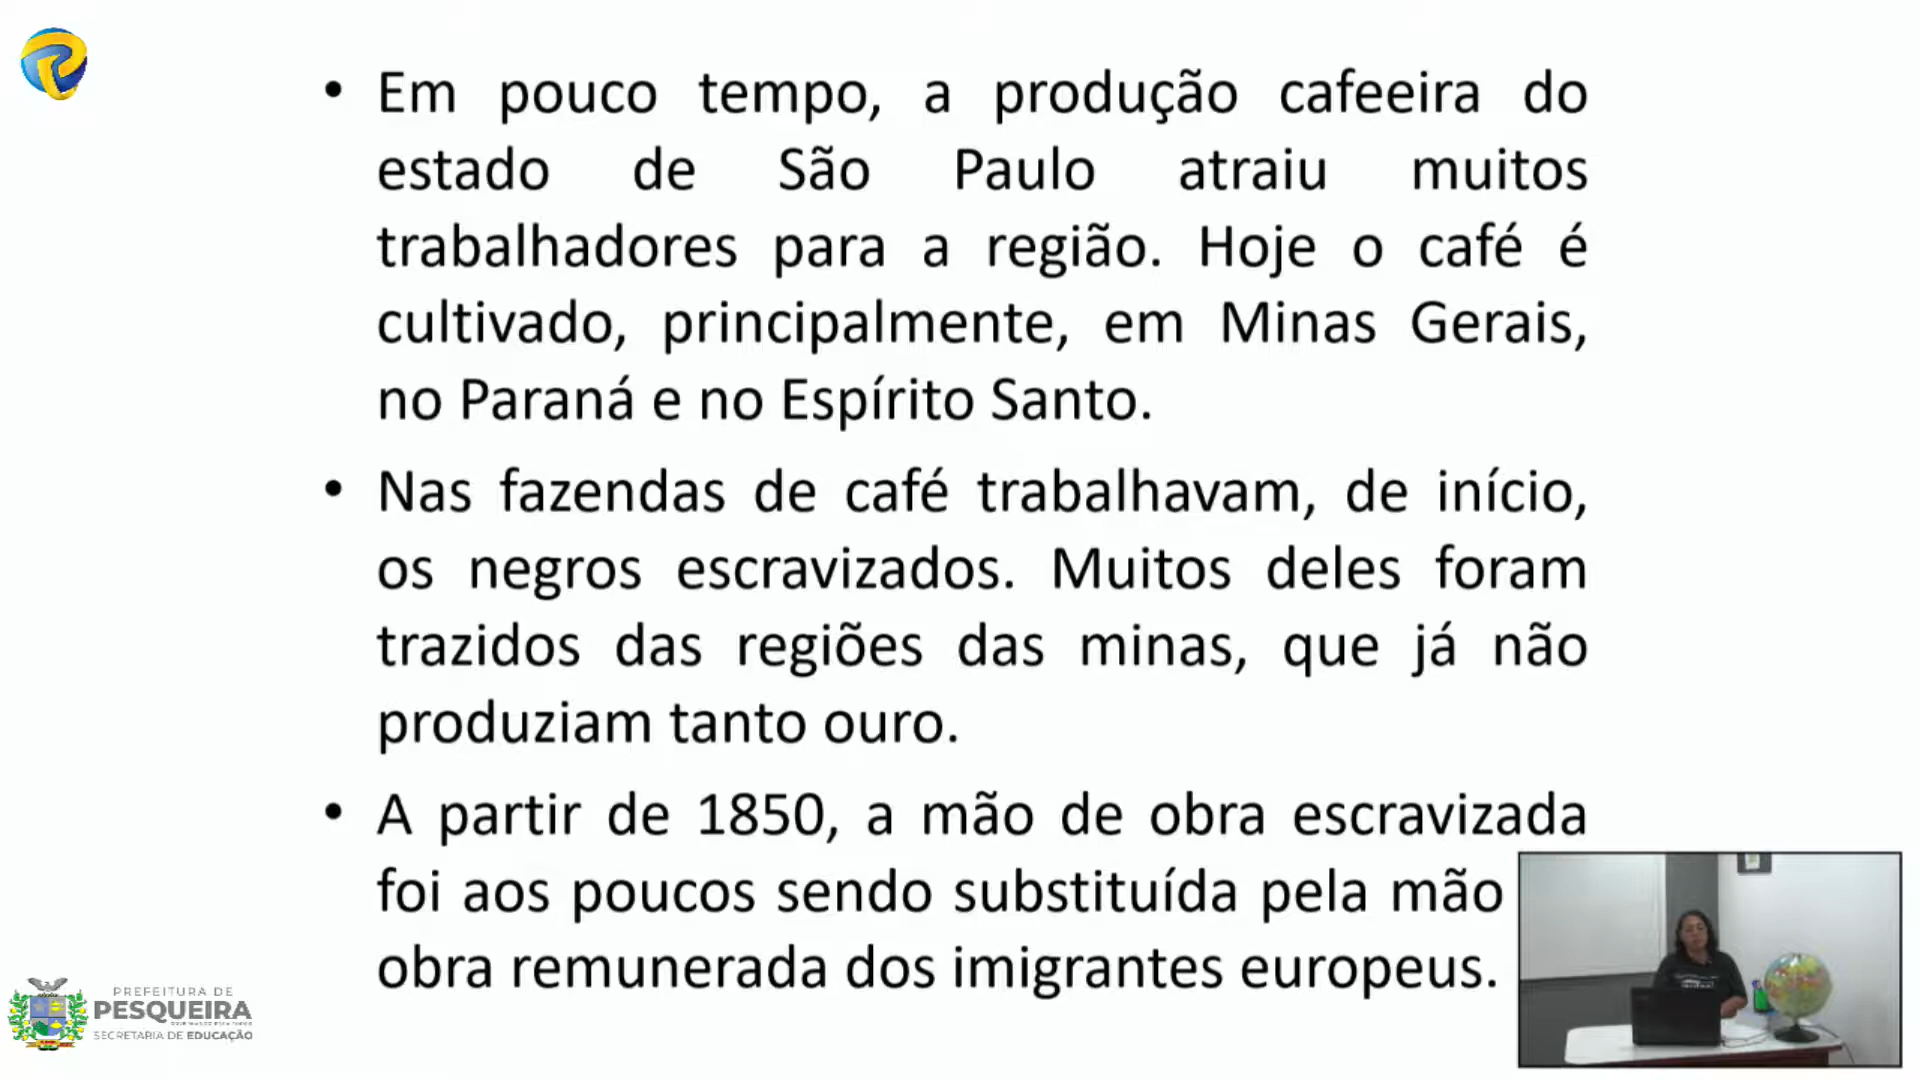 • Em pouco tempo, a produção cafeeira do
estado de São Paulo atraiu muitos
trabalhadores para a região. Hoje o café é
cultivado, principalmente, em Minas Gerais,
no Paraná e no Espírito Santo.
• Nas fazendas de café trabalhavam, de início,
os negros escravizados. Muitos deles foram
trazidos das regiões das minas, que já não
produziam tanto ouro.
• A partir de 1850, a mão de obra escravizada
foi aos poucos sendo substituída pela mão
obra remunerada dos imigrantes europeus.
PREFEITURA DE
PESQUEIRA
SECRETARIA DE EDUCAÇÃO